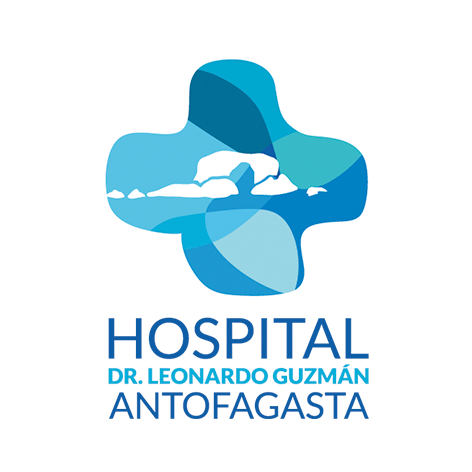 HOSPITAL
DR. LEONARDO GUZMÁN
ANTOFAGASTA